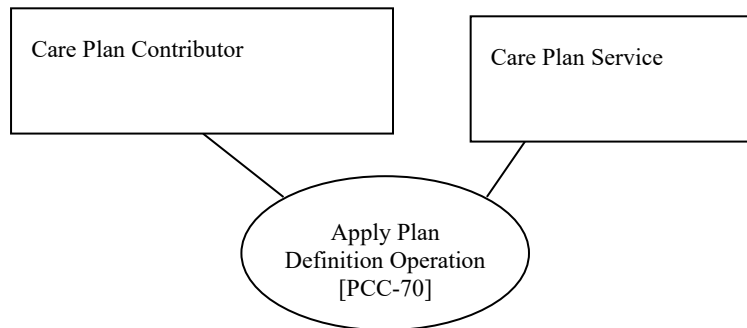 Care Plan Contributor
Care Plan Service
Apply Plan
Definition Operation
[PCC-70]